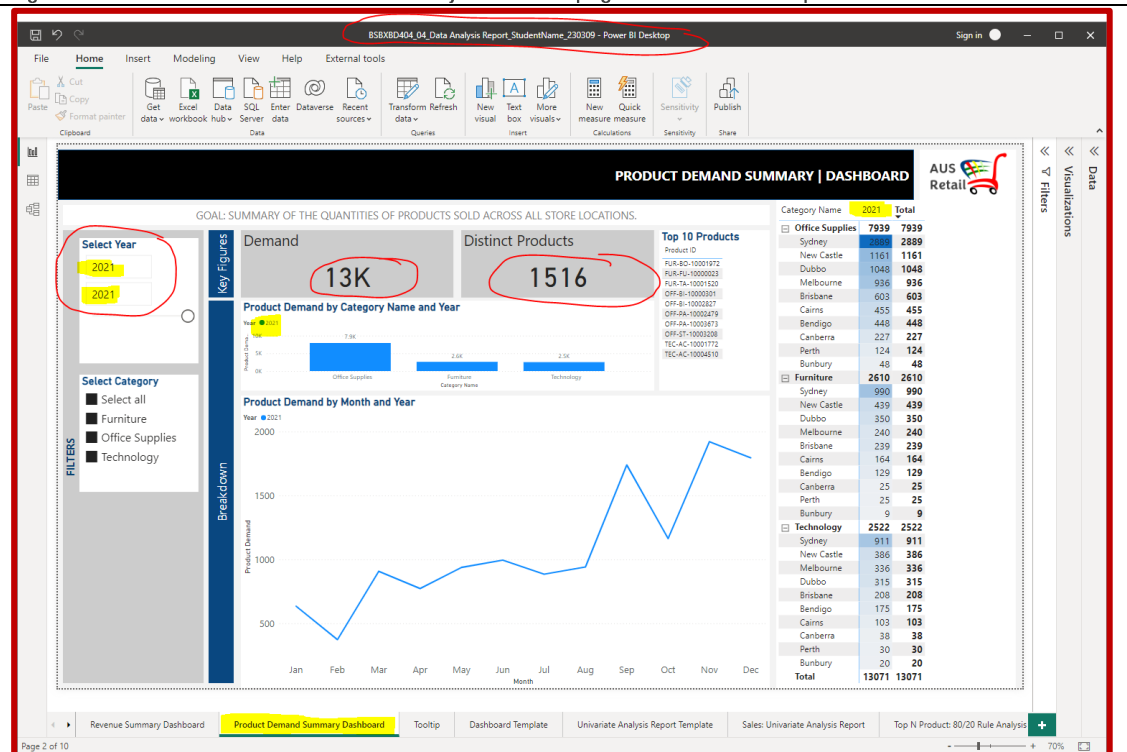 BSBXBD404_04_Data Analysis Report_StudentName_230309 - Power BI Desktop
Sign in
File Home Insert Modeling View Help External tools
Paste
Cut
Copy
Format painter
Clipboard
Get data
Excel workbook
Data hub
SQL Server
Enter data
Dataverse
Recent sources
Data
Transform data
Refresh
Queries
New visual
Text box
More visuals
Insert
New measure
Quick measure
Calculations
Sensitivity
Sensitivity
Publish
Share
PRODUCT DEMAND SUMMARY | DASHBOARD
AUS
Retail
GOAL: SUMMARY OF THE QUANTITIES OF PRODUCTS SOLD ACROSS ALL STORE LOCATIONS.
Select Year
2021
2021
Select Category
Select all
Furniture
Office Supplies
Technology
FILTERS
Key Figures
Demand
13K
Distinct Products
1516
Top 10 Products
Product ID
FUR-BO-10001972
FUR-FU-10000023
FUR-TA-10001520
OFF-BI-10000301
OFF-BI-10002827
OFF-PA-10002479
OFF-PA-10003673
OFF-ST-10003208
TEC-AC-10001772
TEC-AC-10004510
Breakdown
Product Demand by Category Name and Year
Year 2021
Product Dema...
10K
5K
0K
7.9K
2.6K
2.5K
Office Supplies Furniture Technology
Category Name
Product Demand by Month and Year
Year 2021
Product Demand
2000
1500
1000
500
Jan Feb Mar Apr May Jun Jul Aug Sep Oct Nov Dec
Month
Category Name 2021 Total
Office Supplies 7939 7939
Sydney 2889 2889
New Castle 1161 1161
Dubbo 1048 1048
Melbourne 936 936
Brisbane 603 603
Cairns 455 455
Bendigo 448 448
Canberra 227 227
Perth 124 124
Bunbury 48 48
Furniture 2610 2610
Sydney 990 990
New Castle 439 439
Dubbo 350 350
Melbourne 240 240
Brisbane 239 239
Cairns 164 164
Bendigo 129 129
Canberra 25 25
Perth 25 25
Bunbury 9 9
Technology 2522 2522
Sydney 911 911
New Castle 386 386
Melbourne 336 336
Dubbo 315 315
Brisbane 208 208
Bendigo 175 175
Cairns 103 103
Canberra 38 38
Perth 30 30
Bunbury 20 20
Total 13071 13071
Filters
Visualizations
Data
Revenue Summary Dashboard
Product Demand Summary Dashboard
Tooltip
Dashboard Template
Univariate Analysis Report Template
Sales: Univariate Analysis Report
Top N Product: 80/20 Rule Analysis
Page 2 of 10
70%